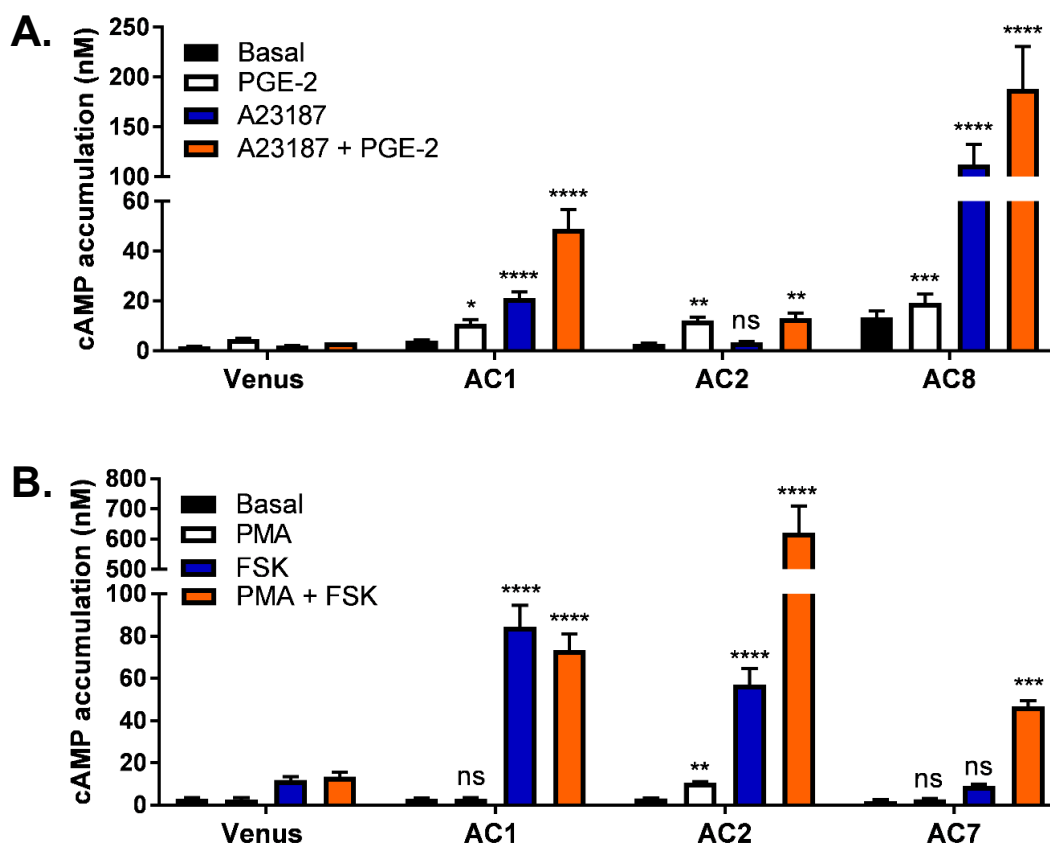 A.
cAMP accumulation (nM)
250
200
150
100
60
40
20
0
Basal
PGE-2
A23187
A23187 + PGE-2
* **** ****
** ns **
*** **** ****
Venus AC1 AC2 AC8
B.
cAMP accumulation (nM)
800
700
600
500
100
80
60
40
20
0
Basal
PMA
FSK
PMA + FSK
ns **** ****
** **** ****
ns ns ***
Venus AC1 AC2 AC7